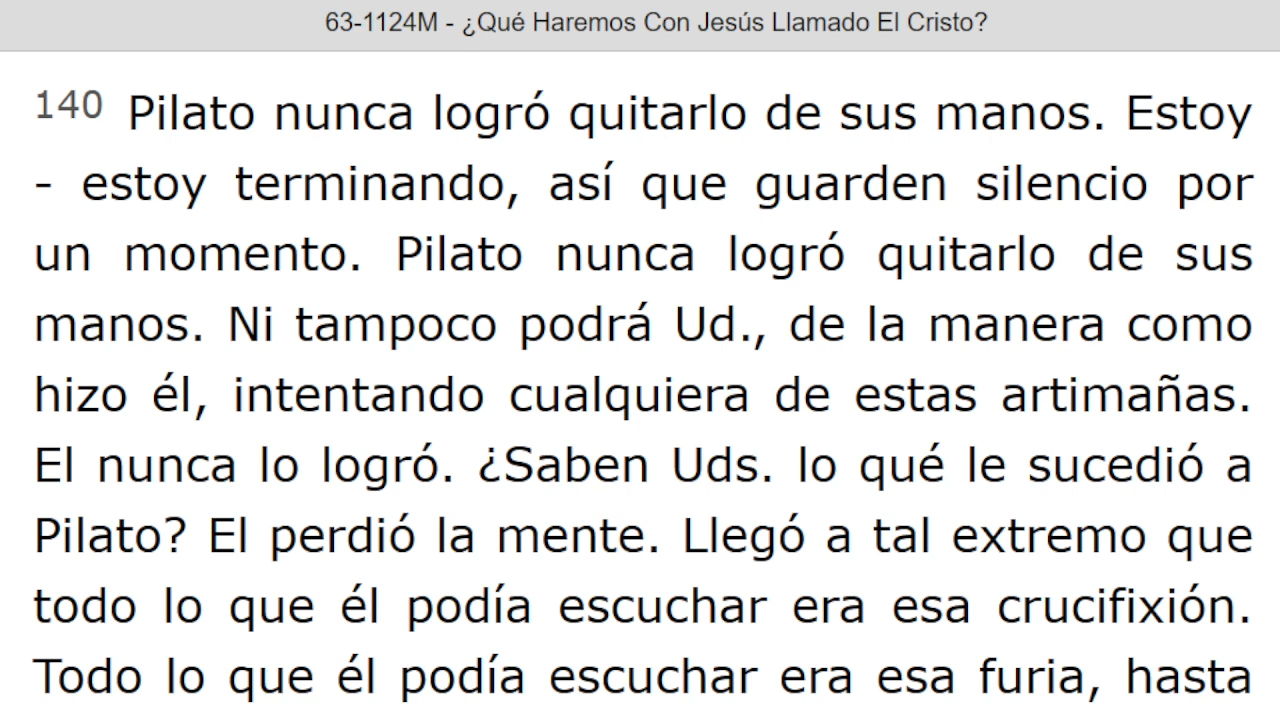 63-1124M - ¿Qué Haremos Con Jesús Llamado El Cristo?
140 Pilato nunca logró quitarlo de sus manos. Estoy
- estoy terminando, así que guarden silencio por
un momento. Pilato nunca logró quitarlo de sus
manos. Ni tampoco podrá Ud., de la manera como
hizo él, intentando cualquiera de estas artimañas.
El nunca lo logró. ¿Saben Uds. lo qué le sucedió a
Pilato? El perdió la mente. Llegó a tal extremo que
todo lo que él podía escuchar era esa crucifixión.
Todo lo que él podía escuchar era esa furia, hasta